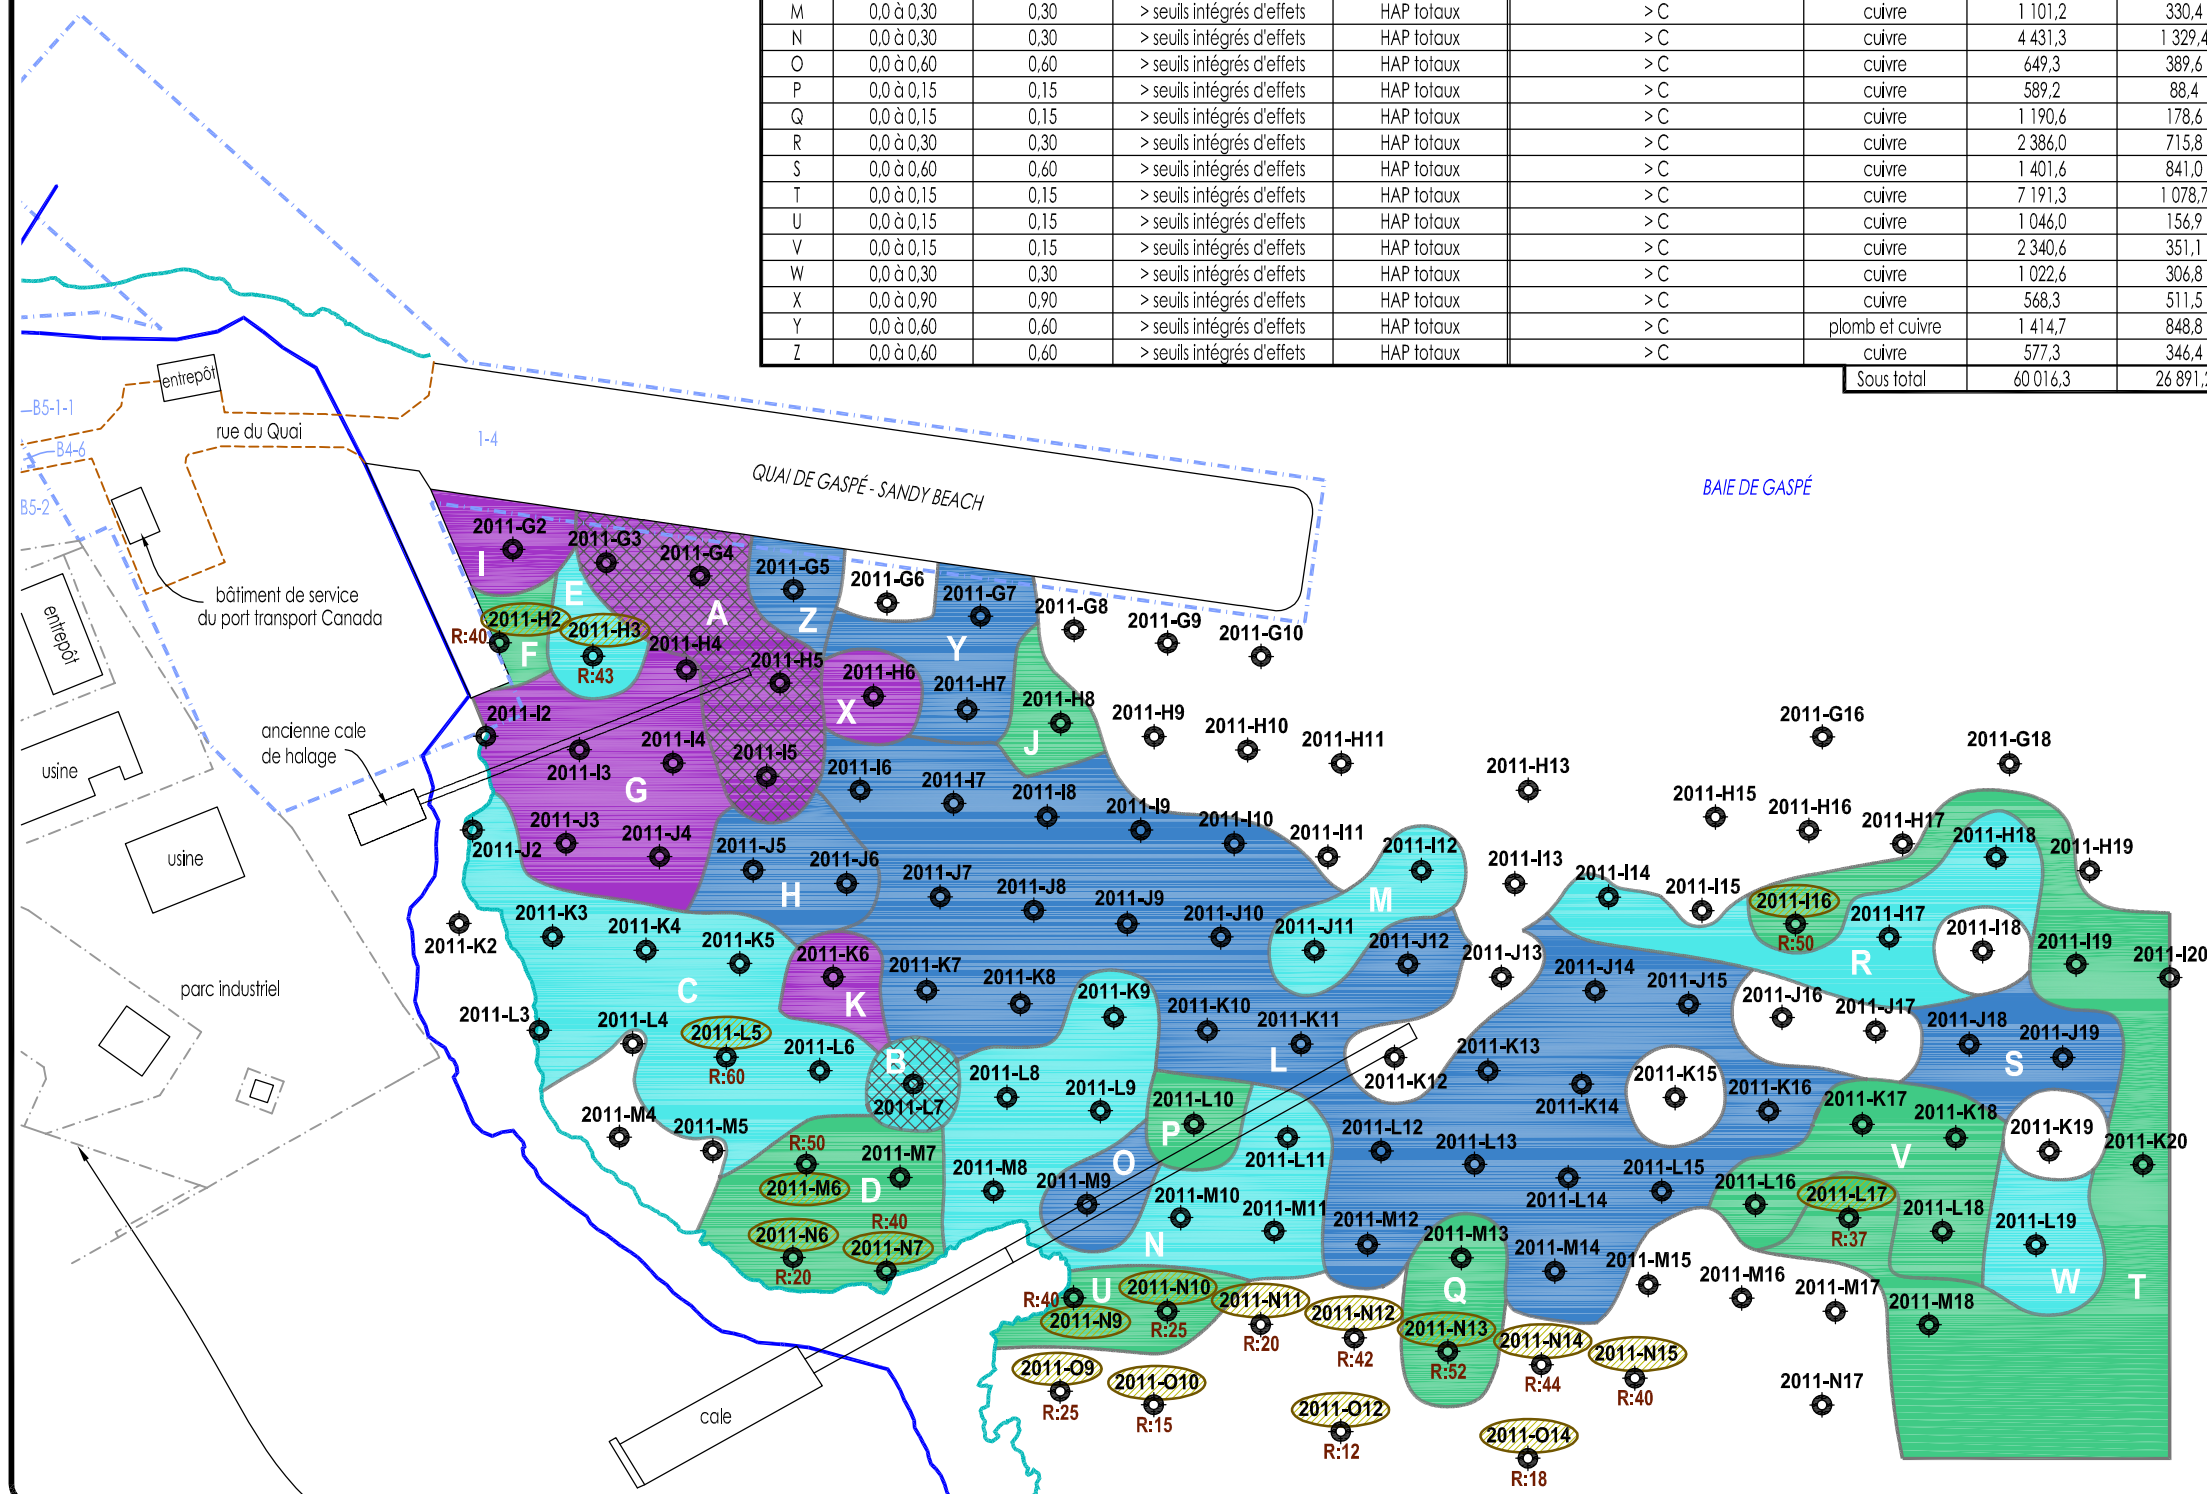 M 0,0 à 0,30 0,30 > seuils intégrés d'effets HAP totaux > C cuivre 1 101,2 330,4
N 0,0 à 0,30 0,30 > seuils intégrés d'effets HAP totaux > C cuivre 4 431,3 1 329,4
O 0,0 à 0,60 0,60 > seuils intégrés d'effets HAP totaux > C cuivre 649,3 389,6
P 0,0 à 0,15 0,15 > seuils intégrés d'effets HAP totaux > C cuivre 589,2 88,4
Q 0,0 à 0,15 0,15 > seuils intégrés d'effets HAP totaux > C cuivre 1 190,6 178,6
R 0,0 à 0,30 0,30 > seuils intégrés d'effets HAP totaux > C cuivre 2 386,0 715,8
S 0,0 à 0,60 0,60 > seuils intégrés d'effets HAP totaux > C cuivre 1 401,6 841,0
T 0,0 à 0,15 0,15 > seuils intégrés d'effets HAP totaux > C cuivre 7 191,3 1 078,7
U 0,0 à 0,15 0,15 > seuils intégrés d'effets HAP totaux > C cuivre 1 046,0 156,9
V 0,0 à 0,15 0,15 > seuils intégrés d'effets HAP totaux > C cuivre 2 340,6 351,1
W 0,0 à 0,30 0,30 > seuils intégrés d'effets HAP totaux > C cuivre 1 022,6 306,8
X 0,0 à 0,90 0,90 > seuils intégrés d'effets HAP totaux > C cuivre 568,3 511,5
Y 0,0 à 0,60 0,60 > seuils intégrés d'effets HAP totaux > C plomb et cuivre 1 414,7 848,8
Z 0,0 à 0,60 0,60 > seuils intégrés d'effets HAP totaux > C cuivre 577,3 346,4
Sous total 60 016,3 26 891,
entrepôt
B5-1-1
rue du Quai
B4-6
1-4
B5-2
QUAI DE GASPÉ - SANDY BEACH
BAIE DE GASPÉ
bâtiment de service
du port transport Canada
entrepôt
ancienne cale
de halage
usine
usine
parc industriel
cale
2011-G2
2011-G3
2011-G4
2011-G5
2011-G6
2011-G7
2011-G8
2011-G9
2011-G10
2011-G16
2011-G18
I
E
A
Z
Y
2011-H2
R:40
F
2011-H3
R:43
2011-H4
2011-H5
2011-H6
X
2011-H7
2011-H8
J
2011-H9
2011-H10
2011-H11
2011-H13
2011-H15
2011-H16
2011-H17
2011-H18
2011-H19
2011-I2
2011-I3
2011-I4
G
2011-I5
2011-I6
2011-I7
2011-I8
2011-I9
2011-I10
2011-I11
2011-I12
M
2011-I13
2011-I14
2011-I15
2011-I16
R:50
2011-I17
R
2011-I18
2011-I19
2011-I20
2011-J2
2011-J3
2011-J4
2011-J5
H
2011-J6
2011-J7
2011-J8
2011-J9
2011-J10
2011-J11
2011-J12
2011-J13
2011-J14
2011-J15
2011-J16
2011-J17
2011-J18
2011-J19
S
2011-K2
2011-K3
2011-K4
2011-K5
C
2011-K6
K
2011-K7
2011-K8
2011-K9
2011-K10
2011-K11
L
2011-K12
2011-K13
2011-K14
2011-K15
2011-K16
2011-K17
2011-K18
V
2011-K19
2011-K20
2011-L3
2011-L4
2011-L5
R:60
2011-L6
B
2011-L7
2011-L8
2011-L9
2011-L10
P
2011-L11
2011-L12
2011-L13
2011-L14
2011-L15
2011-L16
2011-L17
R:37
2011-L18
2011-L19
W
T
2011-M4
2011-M5
R:50
2011-M6
D
2011-M7
R:40
2011-M8
O
2011-M9
2011-M10
N
2011-M11
2011-M12
2011-M13
Q
2011-M14
2011-M15
2011-M16
2011-M17
2011-M18
2011-N6
R:20
2011-N7
R:40
U
2011-N9
2011-N10
R:25
2011-N11
R:20
2011-N12
R:42
2011-N13
R:52
2011-N14
R:44
2011-N15
R:40
2011-N17
2011-O9
R:25
2011-O10
R:15
2011-O12
R:12
2011-O14
R:18